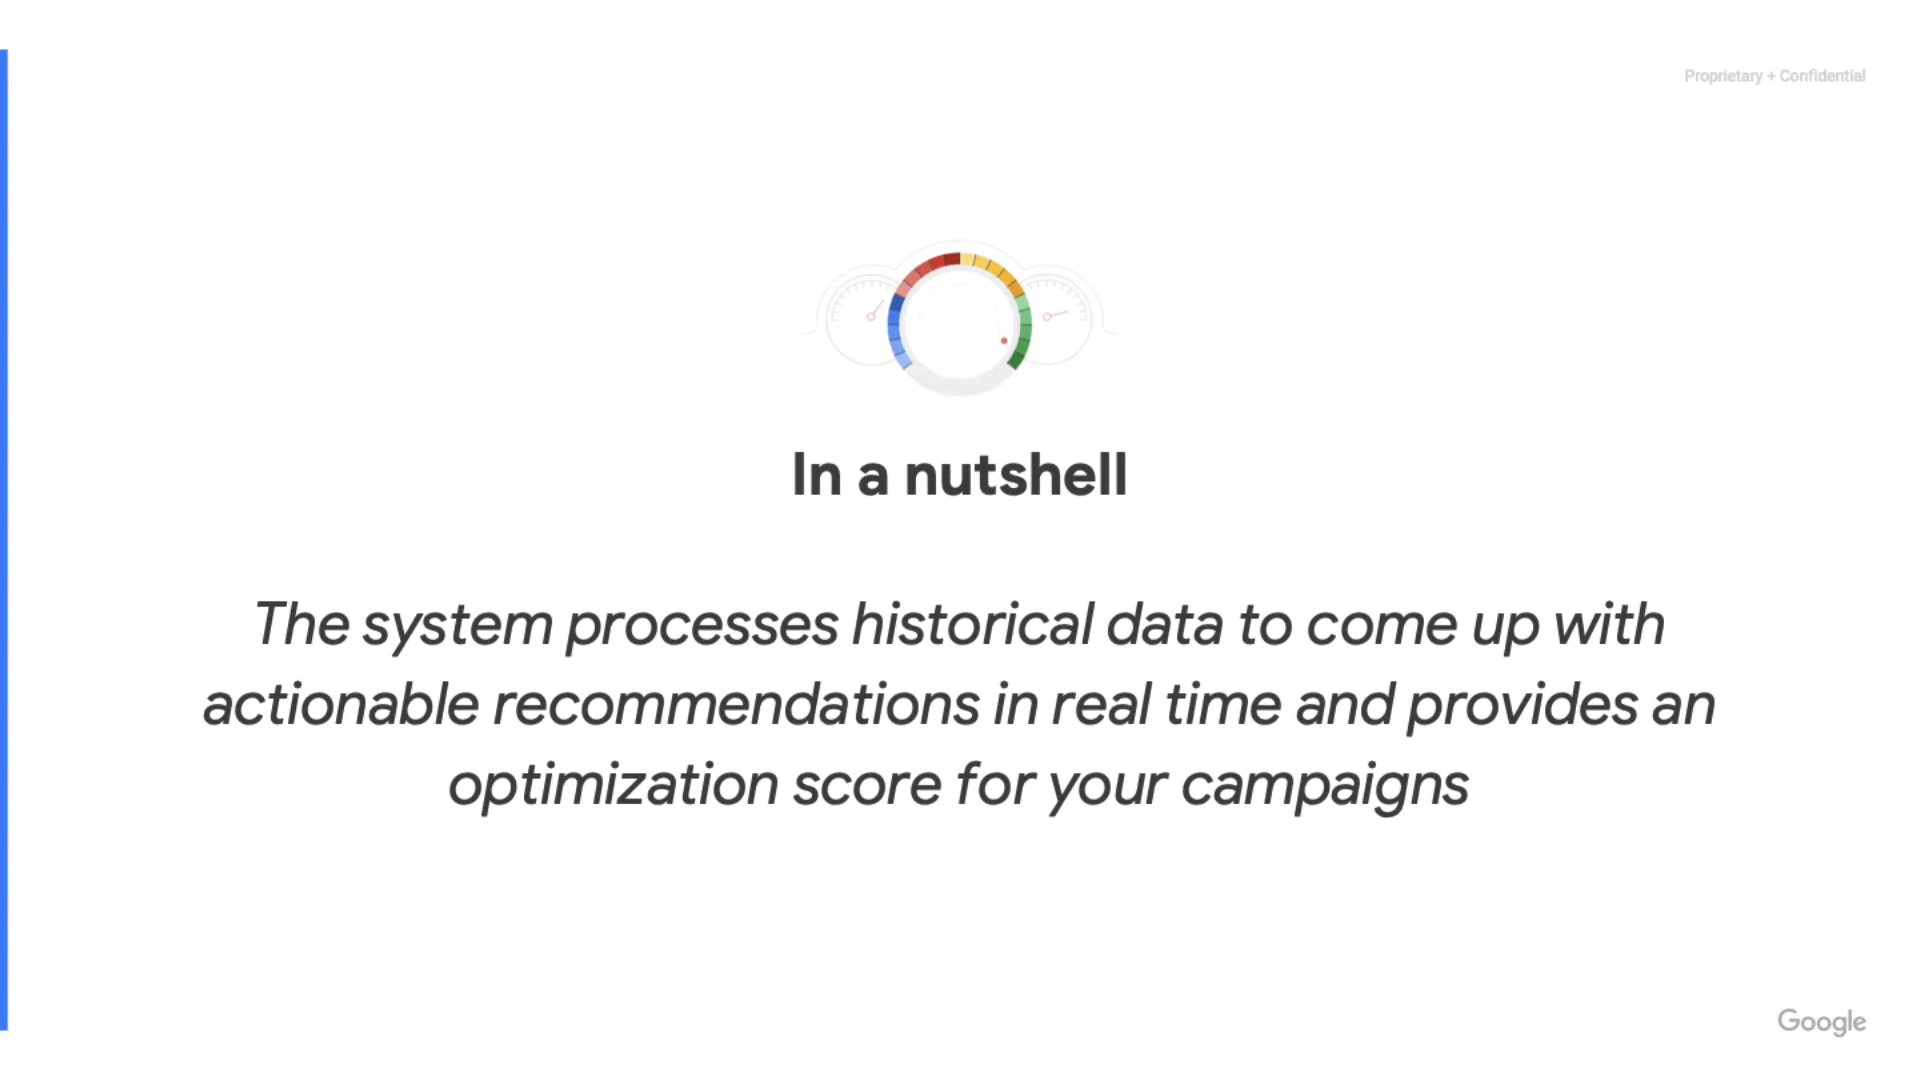 Proprietary + Confidential
In a nutshell
The system processes historical data to come up with
actionable recommendations in real time and provides an
optimization score for your campaigns
Google